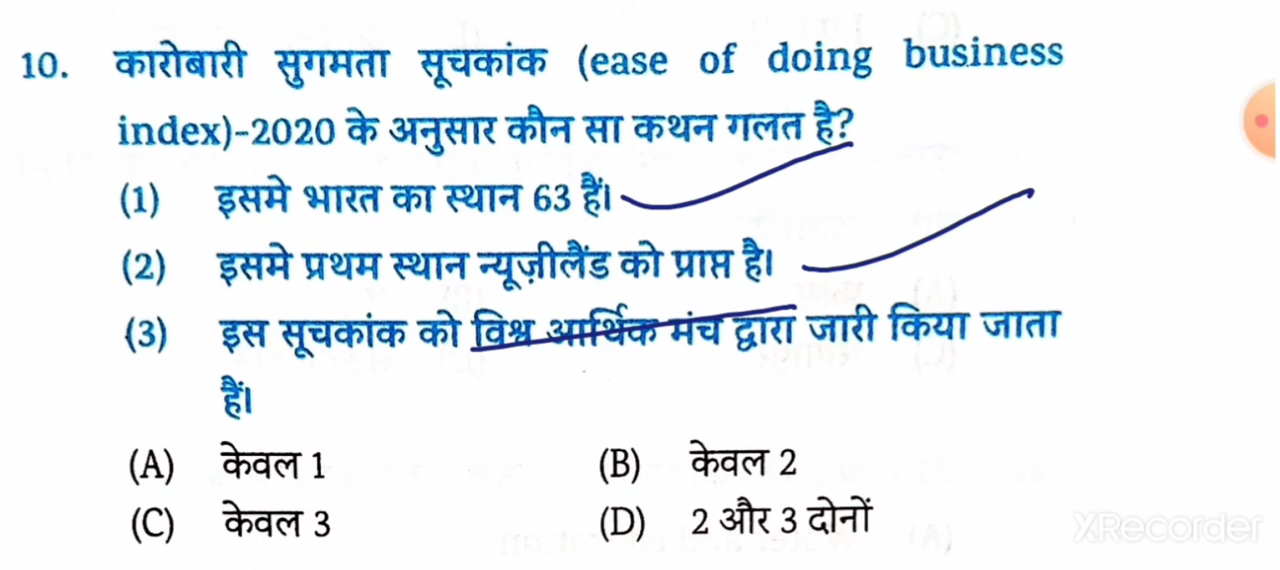 10. कारोबारी सुगमता सूचकांक (ease of doing business
index)-2020 के अनुसार कौन सा कथन गलत है?
(1) इसमे भारत का स्थान 63 हैं।
(2) इसमे प्रथम स्थान न्यूज़ीलैंड को प्राप्त है।
(3) इस सूचकांक को विश्व आर्थिक मंच द्वारा जारी किया जाता
हैं।
(A) केवल 1 (B) केवल 2
(C) केवल 3 (D) 2 और 3 दोनों
XRecorder